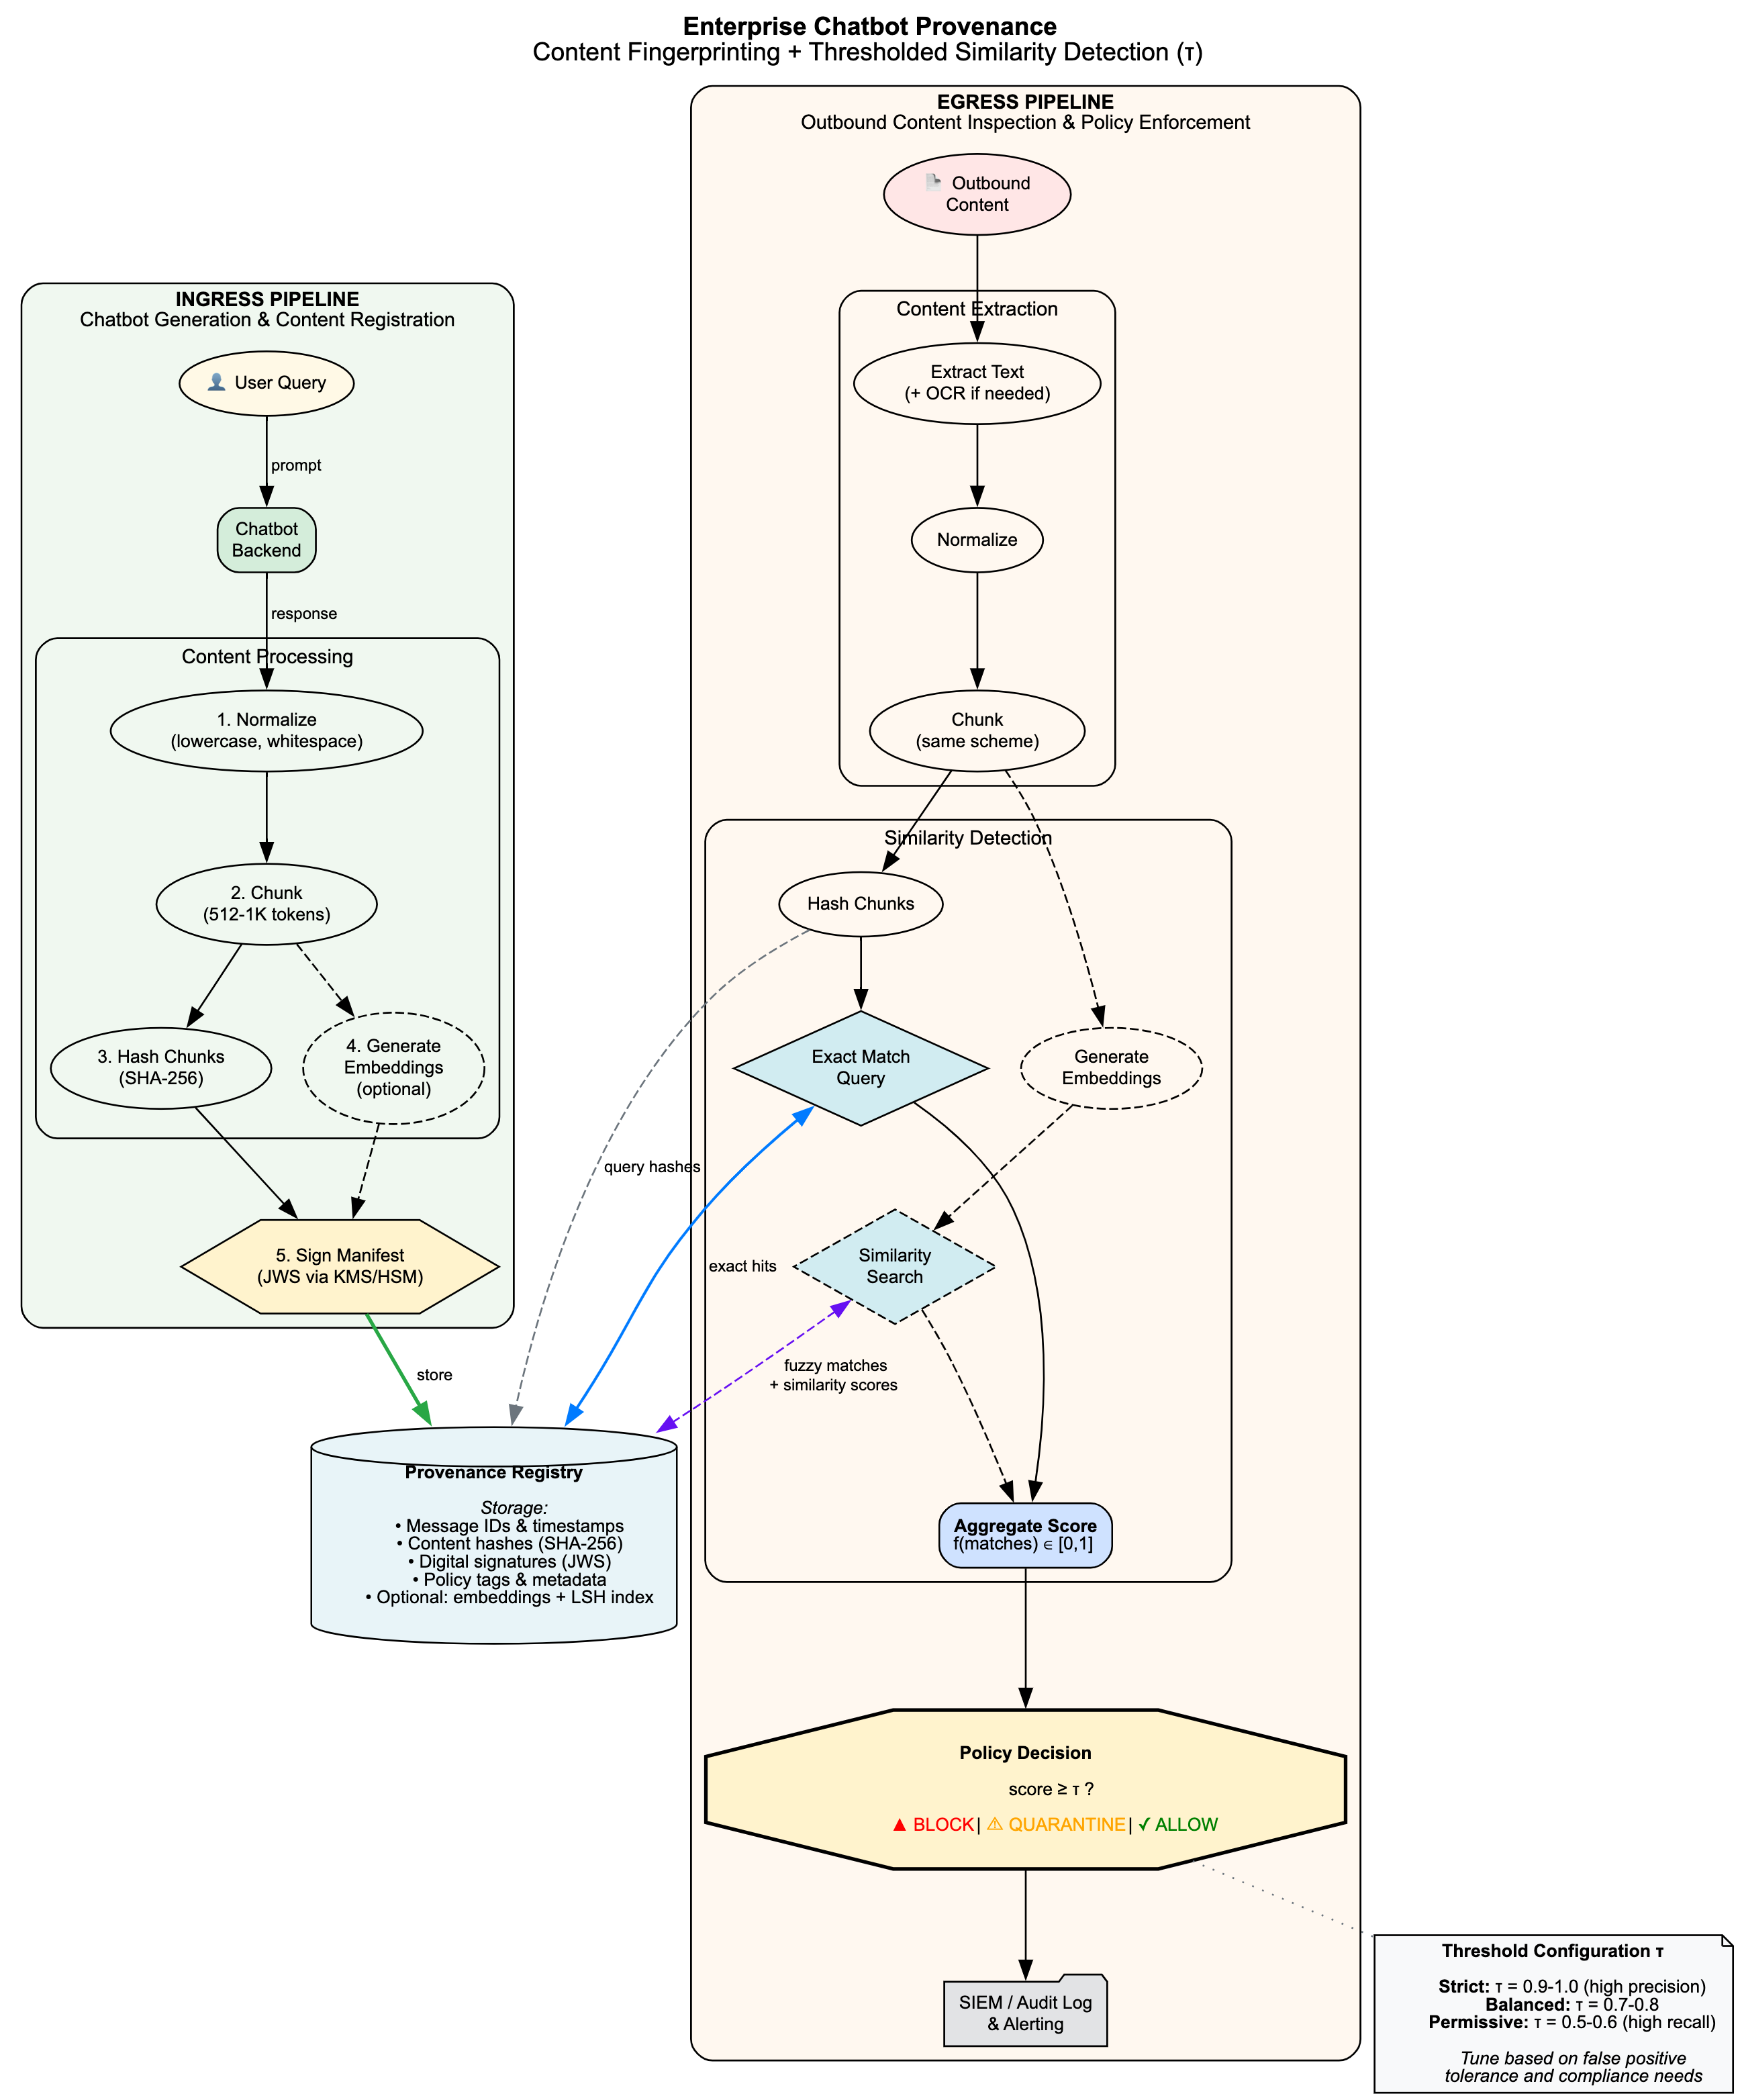 Enterprise Chatbot Provenance
Content Fingerprinting + Thresholded Similarity Detection (τ)
INGRESS PIPELINE
Chatbot Generation & Content Registration
👤 User Query
prompt
Chatbot
Backend
response
Content Processing
1. Normalize
(lowercase, whitespace)
2. Chunk
(512-1K tokens)
3. Hash Chunks
(SHA-256)
4. Generate
Embeddings
(optional)
5. Sign Manifest
(JWS via KMS/HSM)
store
Provenance Registry
Storage:
• Message IDs & timestamps
• Content hashes (SHA-256)
• Digital signatures (JWS)
• Policy tags & metadata
• Optional: embeddings + LSH index
EGRESS PIPELINE
Outbound Content Inspection & Policy Enforcement
Outbound
Content
Content Extraction
Extract Text
(+ OCR if needed)
Normalize
Chunk
(same scheme)
Similarity Detection
Hash Chunks
Exact Match
Query
Generate
Embeddings
query hashes
exact hits
Similarity
Search
fuzzy matches
+ similarity scores
Aggregate Score
f(matches) ∈ [0,1]
Policy Decision
score ≥ τ ?
▲ BLOCK | ⚠ QUARANTINE | ✓ ALLOW
SIEM / Audit Log
& Alerting
Threshold Configuration τ
Strict: τ = 0.9-1.0 (high precision)
Balanced: τ = 0.7-0.8
Permissive: τ = 0.5-0.6 (high recall)
Tune based on false positive
tolerance and compliance needs